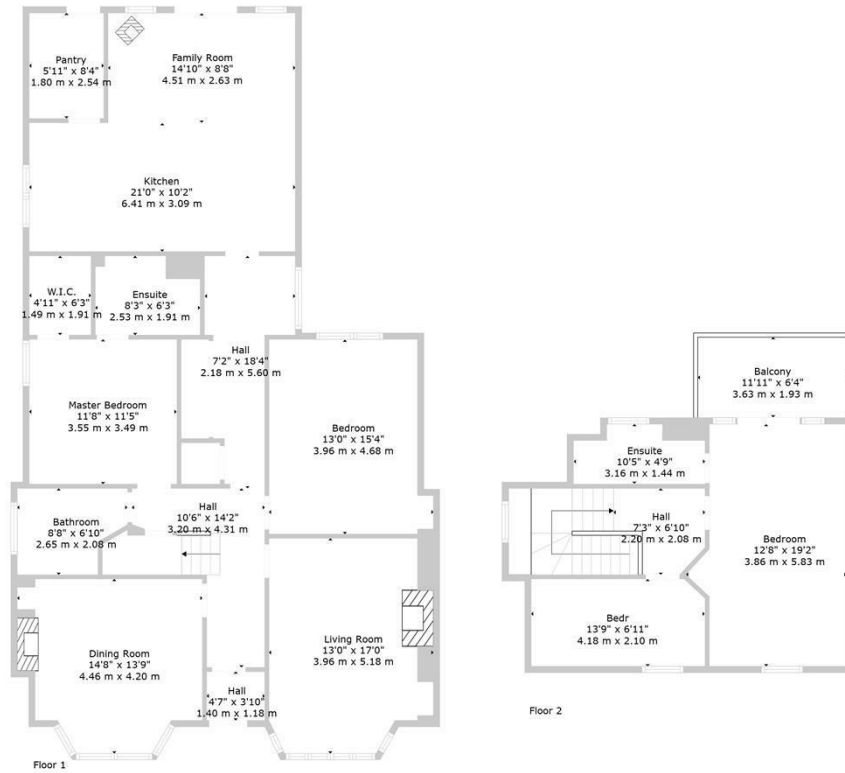 Pantry
5'11" x 8'4"
1.80 m x 2.54 m
Family Room
14'10" x 8'8"
4.51 m x 2.63 m
Kitchen
21'0" x 10'2"
6.41 m x 3.09 m
W.I.C.
4'11" x 6'3"
1.49 m x 1.91 m
Ensuite
8'3" x 6'3"
2.53 m x 1.91 m
Hall
7'2" x 18'4"
2.18 m x 5.60 m
Master Bedroom
11'8" x 11'5"
3.55 m x 3.49 m
Bedroom
13'0" x 15'4"
3.96 m x 4.68 m
Bathroom
8'8" x 6'10"
2.65 m x 2.08 m
Hall
10'6" x 14'2"
3.20 m x 4.31 m
Dining Room
14'8" x 13'9"
4.46 m x 4.20 m
Living Room
13'0" x 17'0"
3.96 m x 5.18 m
Hall
4'7" x 3'10"
1.40 m x 1.18 m
Floor 1
Balcony
11'11" x 6'4"
3.63 m x 1.93 m
Ensuite
10'5" x 4'9"
3.16 m x 1.44 m
Hall
7'3" x 6'10"
2.20 m x 2.08 m
Bedroom
12'8" x 19'2"
3.86 m x 5.83 m
Bedr
13'9" x 6'11"
4.18 m x 2.10 m
Floor 2